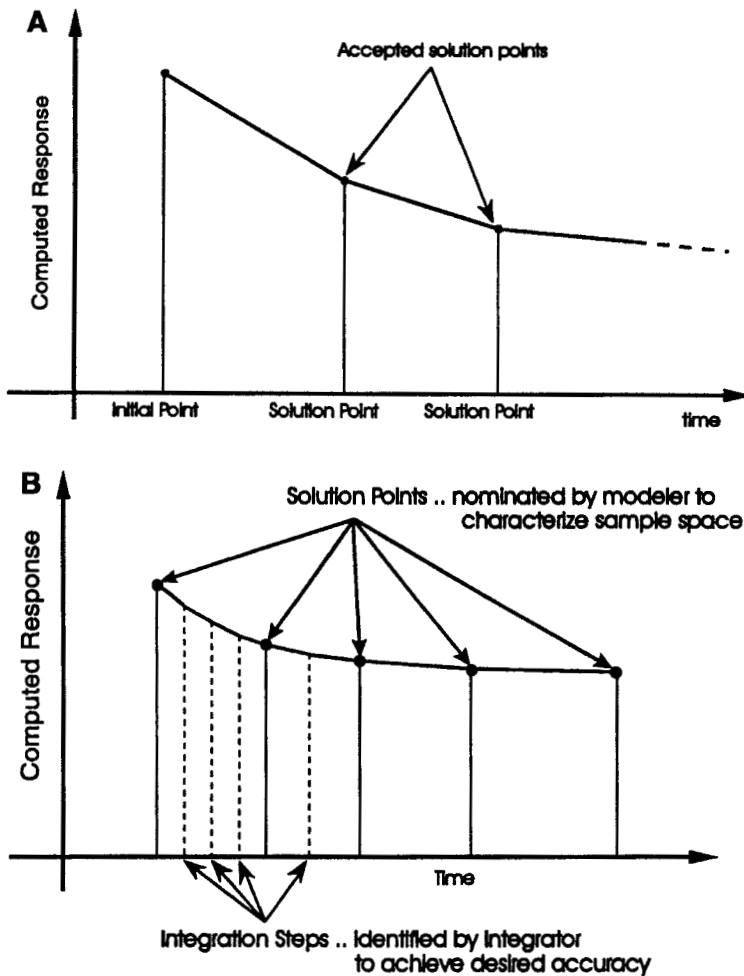 A
Accepted solution points
Computed Response
Initial Point
Solution Point
Solution Point
time
B
Solution Points .. nominated by modeler to
characterize sample space
Computed Response
Time
Integration Steps .. identified by integrator
to achieve desired accuracy